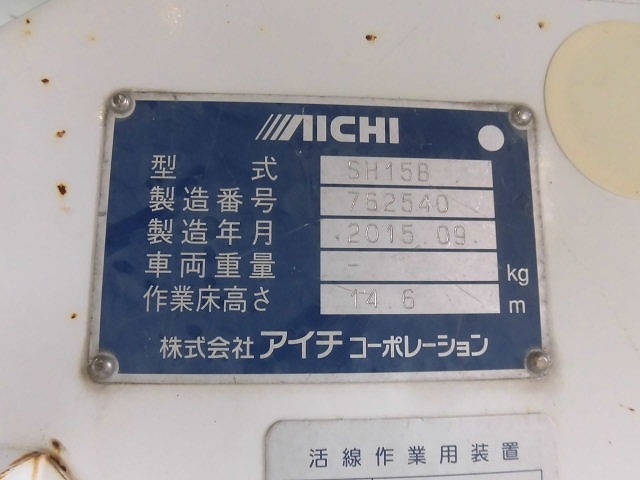 AICHI
型式 SH15B
製造番号 762540
製造年月 2015 09
車両重量 - kg
作業床高さ 14.6 m
株式会社 アイチ コーポレーション
活線作業用装置